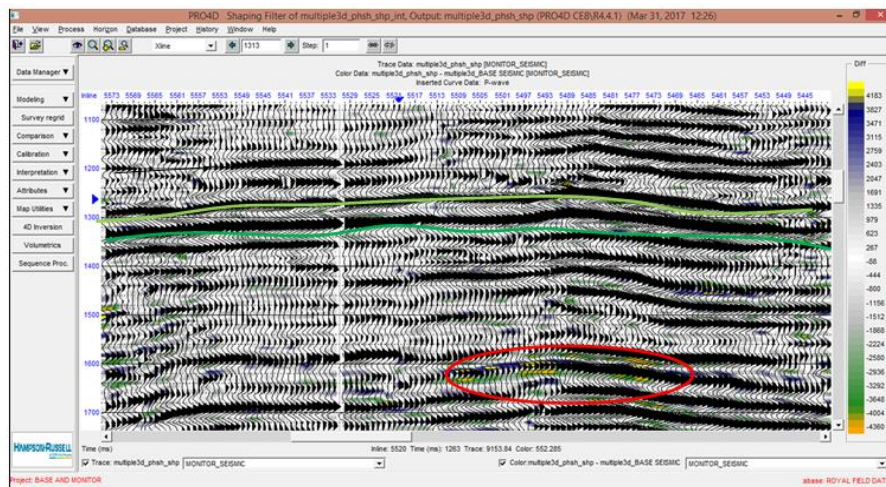 PRO4D Shaping Filter of multiple3d_phsh_shp_int, Output: multiple3d_phsh_shp (PRO4D CE8\R4.4.1) (Mar 31, 2017 12:26)
File View Process Horizon Database Project History Window Help
Xline 1313 Step: 1
Trace Data: multiple3d_phsh_shp [MONITOR_SEISMIC]
Color Data: multiple3d_phsh_shp - multiple3d_BASE SEISMIC [MONITOR_SEISMIC]
Inserted Curve Data: P-wave
Diff
Inline 5573 5569 5565 5561 5557 5553 5549 5545 5541 5537 5533 5529 5525 5521 5517 5513 5509 5505 5501 5497 5493 5489 5485 5481 5477 5473 5469 5465 5461 5457 5453 5449 5445
Data Manager
Modeling
Survey regrid
Comparison
Calibration
Interpretation
Attributes
Map Utilities
4D Inversion
Volumetrics
Sequence Proc.
1100
1200
1300
1400
1500
1600
1700
4183
3827
3471
3115
2759
2403
2047
1691
1335
979
623
267
-88
-444
-800
-1156
-1512
-1868
-2224
-2580
-2936
-3292
-3648
-4004
-4360
HAMPSON-RUSSELL
Time (ms) Inline: 5520 Time (ms): 1263 Trace: 9153.84 Color: 552.285
Trace: multiple3d_phsh_shp MONITOR_SEISMIC Color:multiple3d_phsh_shp - multiple3d_BASE SEISMIC MONITOR_SEISMIC
Project: BASE AND MONITOR abase: ROYAL FIELD DAT